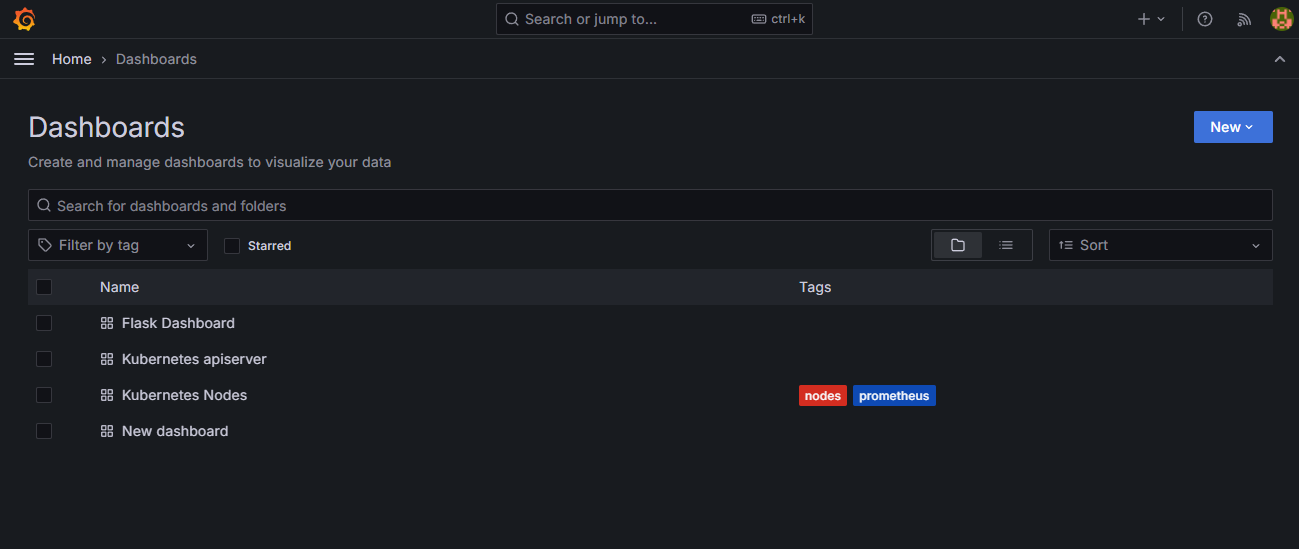 Search or jump to... ctrl+k
Home › Dashboards
Dashboards
New
Create and manage dashboards to visualize your data
Search for dashboards and folders
Filter by tag Starred Sort
Name Tags
Flask Dashboard
Kubernetes apiserver
Kubernetes Nodes nodes prometheus
New dashboard